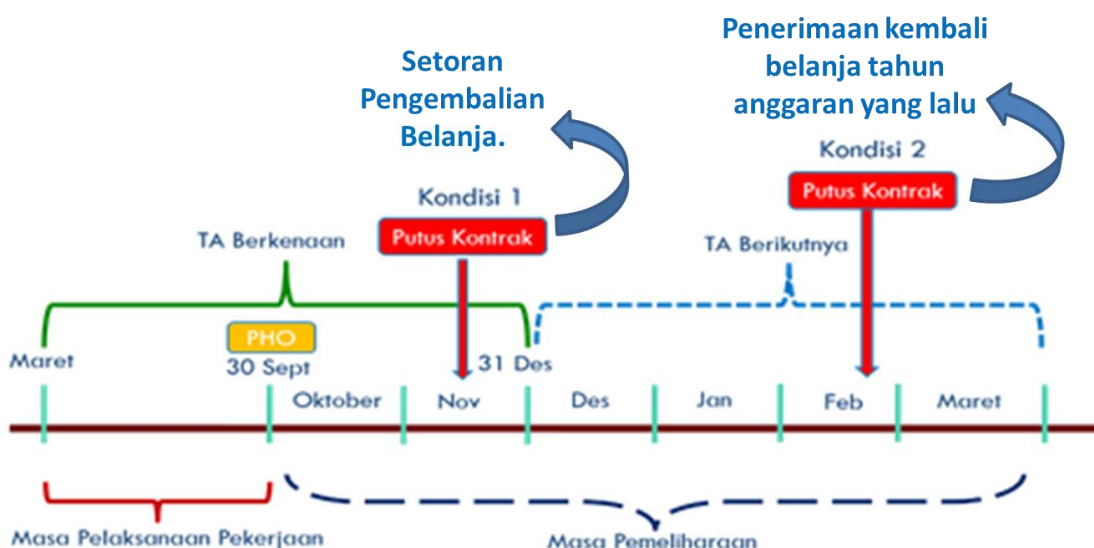 Setoran
Pengembalian
Belanja.
Penerimaan kembali
belanja tahun
anggaran yang lalu
Kondisi 1
Putus Kontrak
Kondisi 2
Putus Kontrak
TA Berkenaan
TA Berikutnya
PHO
Maret
30 Sept
31 Des
Oktober
Nov
Des
Jan
Feb
Maret
Masa Pelaksanaan Pekerjaan
Masa Pemeliharaan